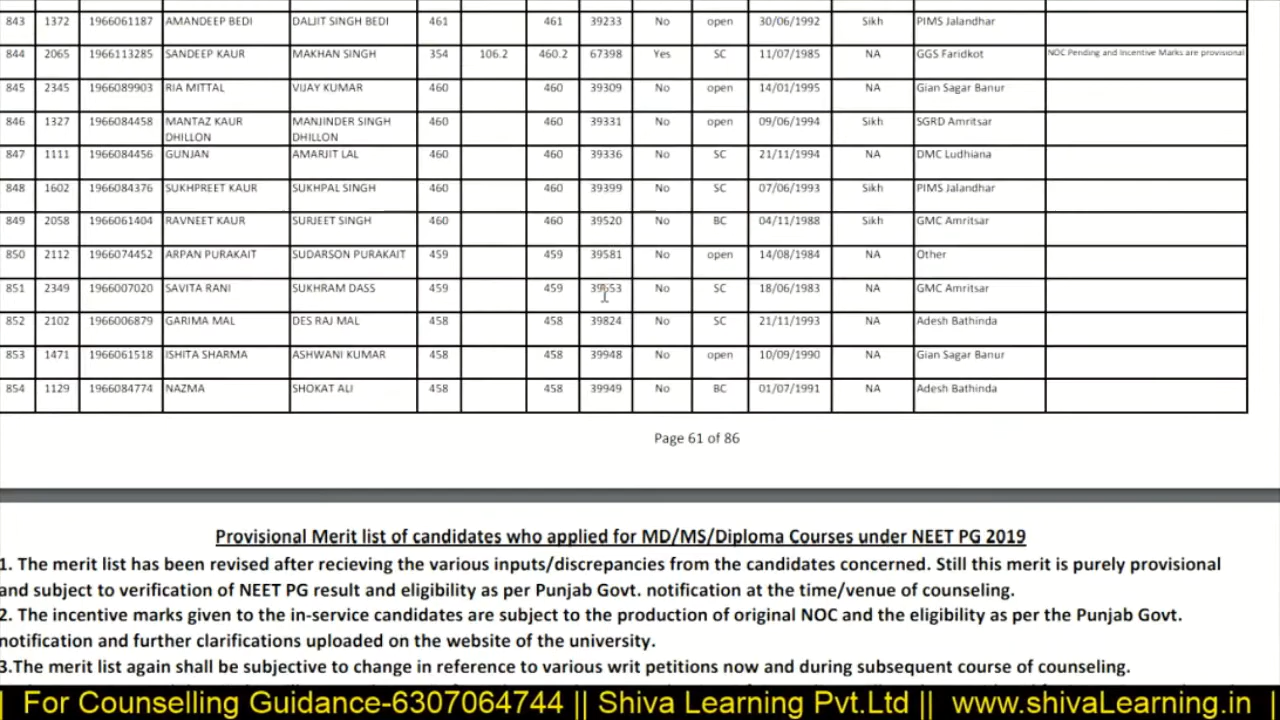 843 1372 1966061187 AMANDEEP BEDI DALJIT SINGH BEDI 461 461 39233 No open 30/06/1992 Sikh PIMS Jalandhar
844 2065 1966113285 SANDEEP KAUR MAKHAN SINGH 354 106.2 460.2 67398 Yes SC 11/07/1985 NA GGS Faridkot NOC Pending and Incentive Marks are provisional
845 2345 1966089903 RIA MITTAL VIJAY KUMAR 460 460 39309 No open 14/01/1995 NA Gian Sagar Banur
846 1327 1966084458 MANTAZ KAUR MANJINDER SINGH 460 460 39331 No open 09/06/1994 Sikh SGRD Amritsar
DHILLON DHILLON
847 1111 1966084456 GUNJAN AMARJIT LAL 460 460 39336 No SC 21/11/1994 NA DMC Ludhiana
848 1602 1966084376 SUKHPREET KAUR SUKHPAL SINGH 460 460 39399 No SC 07/06/1993 Sikh PIMS Jalandhar
849 2058 1966061404 RAVNEET KAUR SURJEET SINGH 460 460 39520 No BC 04/11/1988 Sikh GMC Amritsar
850 2112 1966074452 ARPAN PURAKAIT SUDARSON PURAKAIT 459 459 39581 No open 14/08/1984 NA Other
851 2349 1966007020 SAVITA RANI SUKHRAM DASS 459 459 No SC 18/06/1983 NA GMC Amritsar
852 2102 1966006879 GARIMA MAL DES RAJ MAL 458 458 39824 No SC 21/11/1993 NA Adesh Bathinda
853 1471 1966061518 ISHITA SHARMA ASHWANI KUMAR 458 458 39948 No open 10/09/1990 NA Gian Sagar Banur
854 1129 1966084774 NAZMA SHOKAT ALI 458 458 39949 No BC 01/07/1991 NA Adesh Bathinda
Page 61 of 86
Provisional Merit list of candidates who applied for MD/MS/Diploma Courses under NEET PG 2019
1. The merit list has been revised after recieving the various inputs/discrepancies from the candidates concerned. Still this merit is purely provisional
and subject to verification of NEET PG result and eligibility as per Punjab Govt. notification at the time/venue of counseling.
2. The incentive marks given to the in-service candidates are subject to the production of original NOC and the eligibility as per the Punjab Govt.
notification and further clarifications uploaded on the website of the university.
3.The merit list again shall be subjective to change in reference to various writ petitions now and during subsequent course of counseling.
| For Counselling Guidance-6307064744 || Shiva Learning Pvt.Ltd || www.shivaLearning.in |